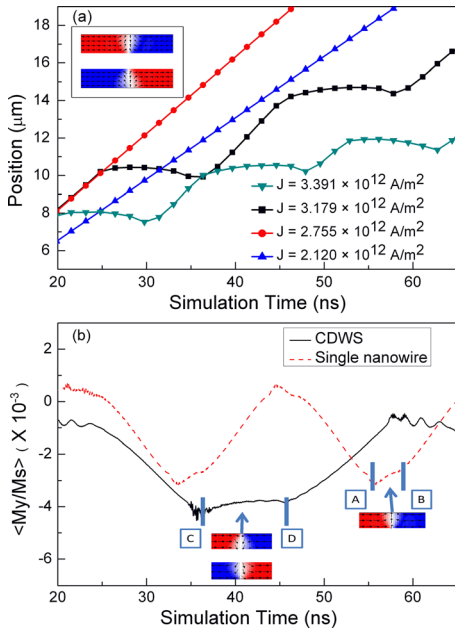 (a)
18
16
14
12
10
8
6
4
Position (μm)
J = 3.391 × 10¹² A/m²
J = 3.179 × 10¹² A/m²
J = 2.755 × 10¹² A/m²
J = 2.120 × 10¹² A/m²
20 30 40 50 60
Simulation Time (ns)
(b)
CDWS
Single nanowire
2
0
-2
-4
-6
<My/Ms> ( X 10⁻³)
A B
C D
20 30 40 50 60
Simulation Time (ns)